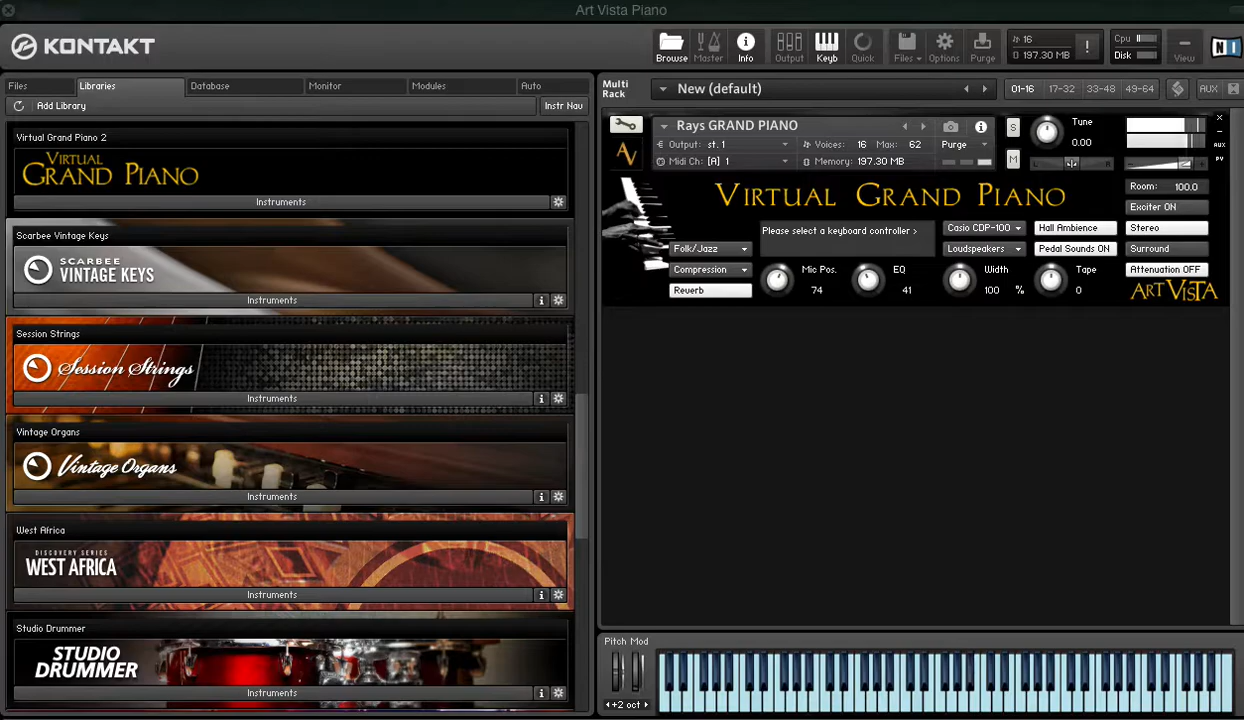 Art Vista Piano
KONTAKT
Browse Master Info Output Keyb Quick Files Options Purge View
16
197.30 MB
!
Cpu
Disk
Files Libraries Database Monitor Modules Auto
Add Library
Instr Nav
Multi
Rack
New (default)
01-16 17-32 33-48 49-64 AUX
Virtual Grand Piano 2
VIRTUAL
GRAND PIANO
Instruments
Scarbee Vintage Keys
SCARBEE
VINTAGE KEYS
Instruments
i
Session Strings
Session Strings
Instruments
i
Vintage Organs
Vintage Organs
Instruments
i
West Africa
DISCOVERY SERIES
WEST AFRICA
Instruments
i
Studio Drummer
STUDIO
DRUMMER
Instruments
i
Rays GRAND PIANO
Output: st.1
Voices: 16 Max: 62
Purge
Midi Ch: [A] 1
Memory: 197.30 MB
S
M
Tune
0.00
L R
AUX
PV
AV
VIRTUAL GRAND PIANO
Room: 100.0
Exciter ON
Please select a keyboard controller >
Casio CDP-100
Hall Ambience
Stereo
Folk/Jazz
Loudspeakers
Pedal Sounds ON
Surround
Compression
Mic Pos.
74
EQ
41
Width
100 %
Tape
0
Attenuation OFF
Reverb
ART VISTA
Pitch Mod
+2 oct